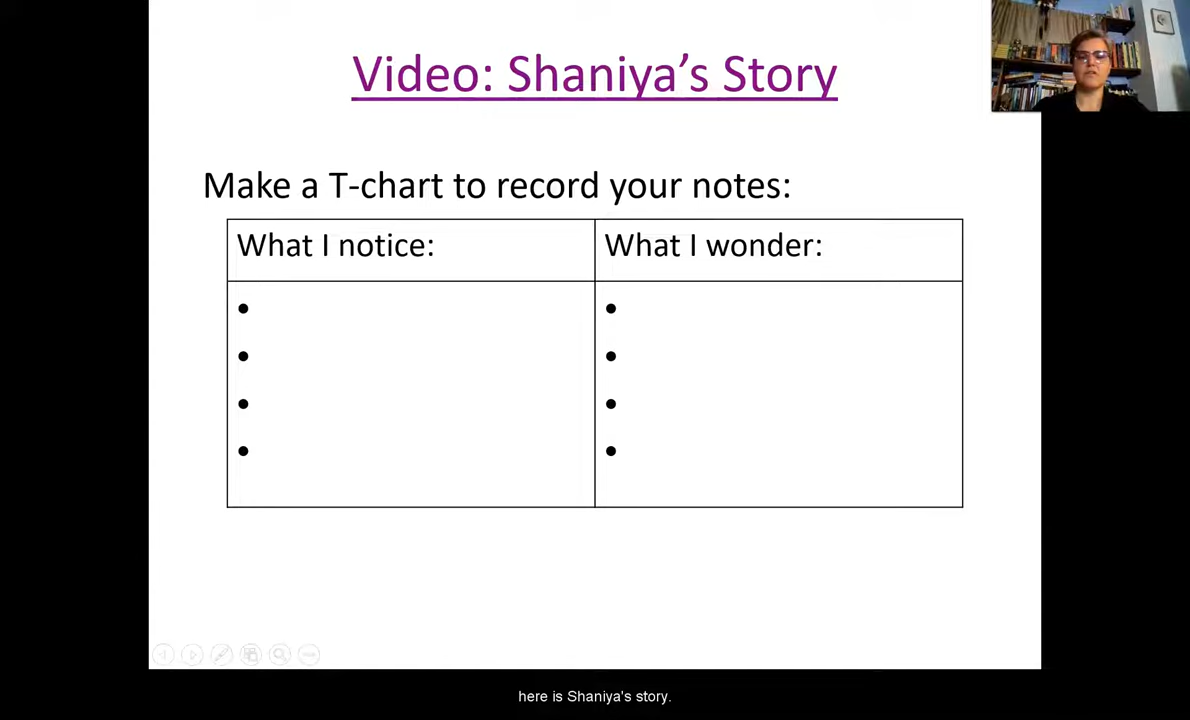 Video: Shaniya’s Story
Make a T-chart to record your notes:
What I notice:
What I wonder:
here is Shaniya's story.